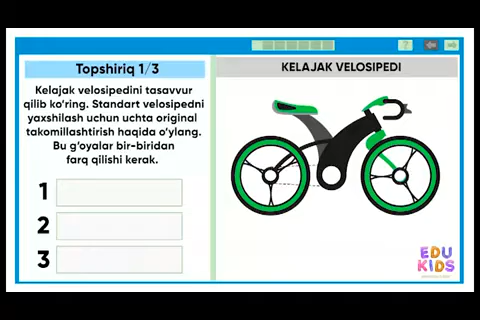 Topshiriq 1/3
Kelajak velosipedini tasavvur
qilib ko'ring. Standart velosipedni
yaxshilash uchun uchta original
takomillashtirish haqida o'ylang.
Bu g'oyalar bir-biridan
farq qilishi kerak.
1
2
3
?
KELAJAK VELOSIPEDI
EDU
KIDS